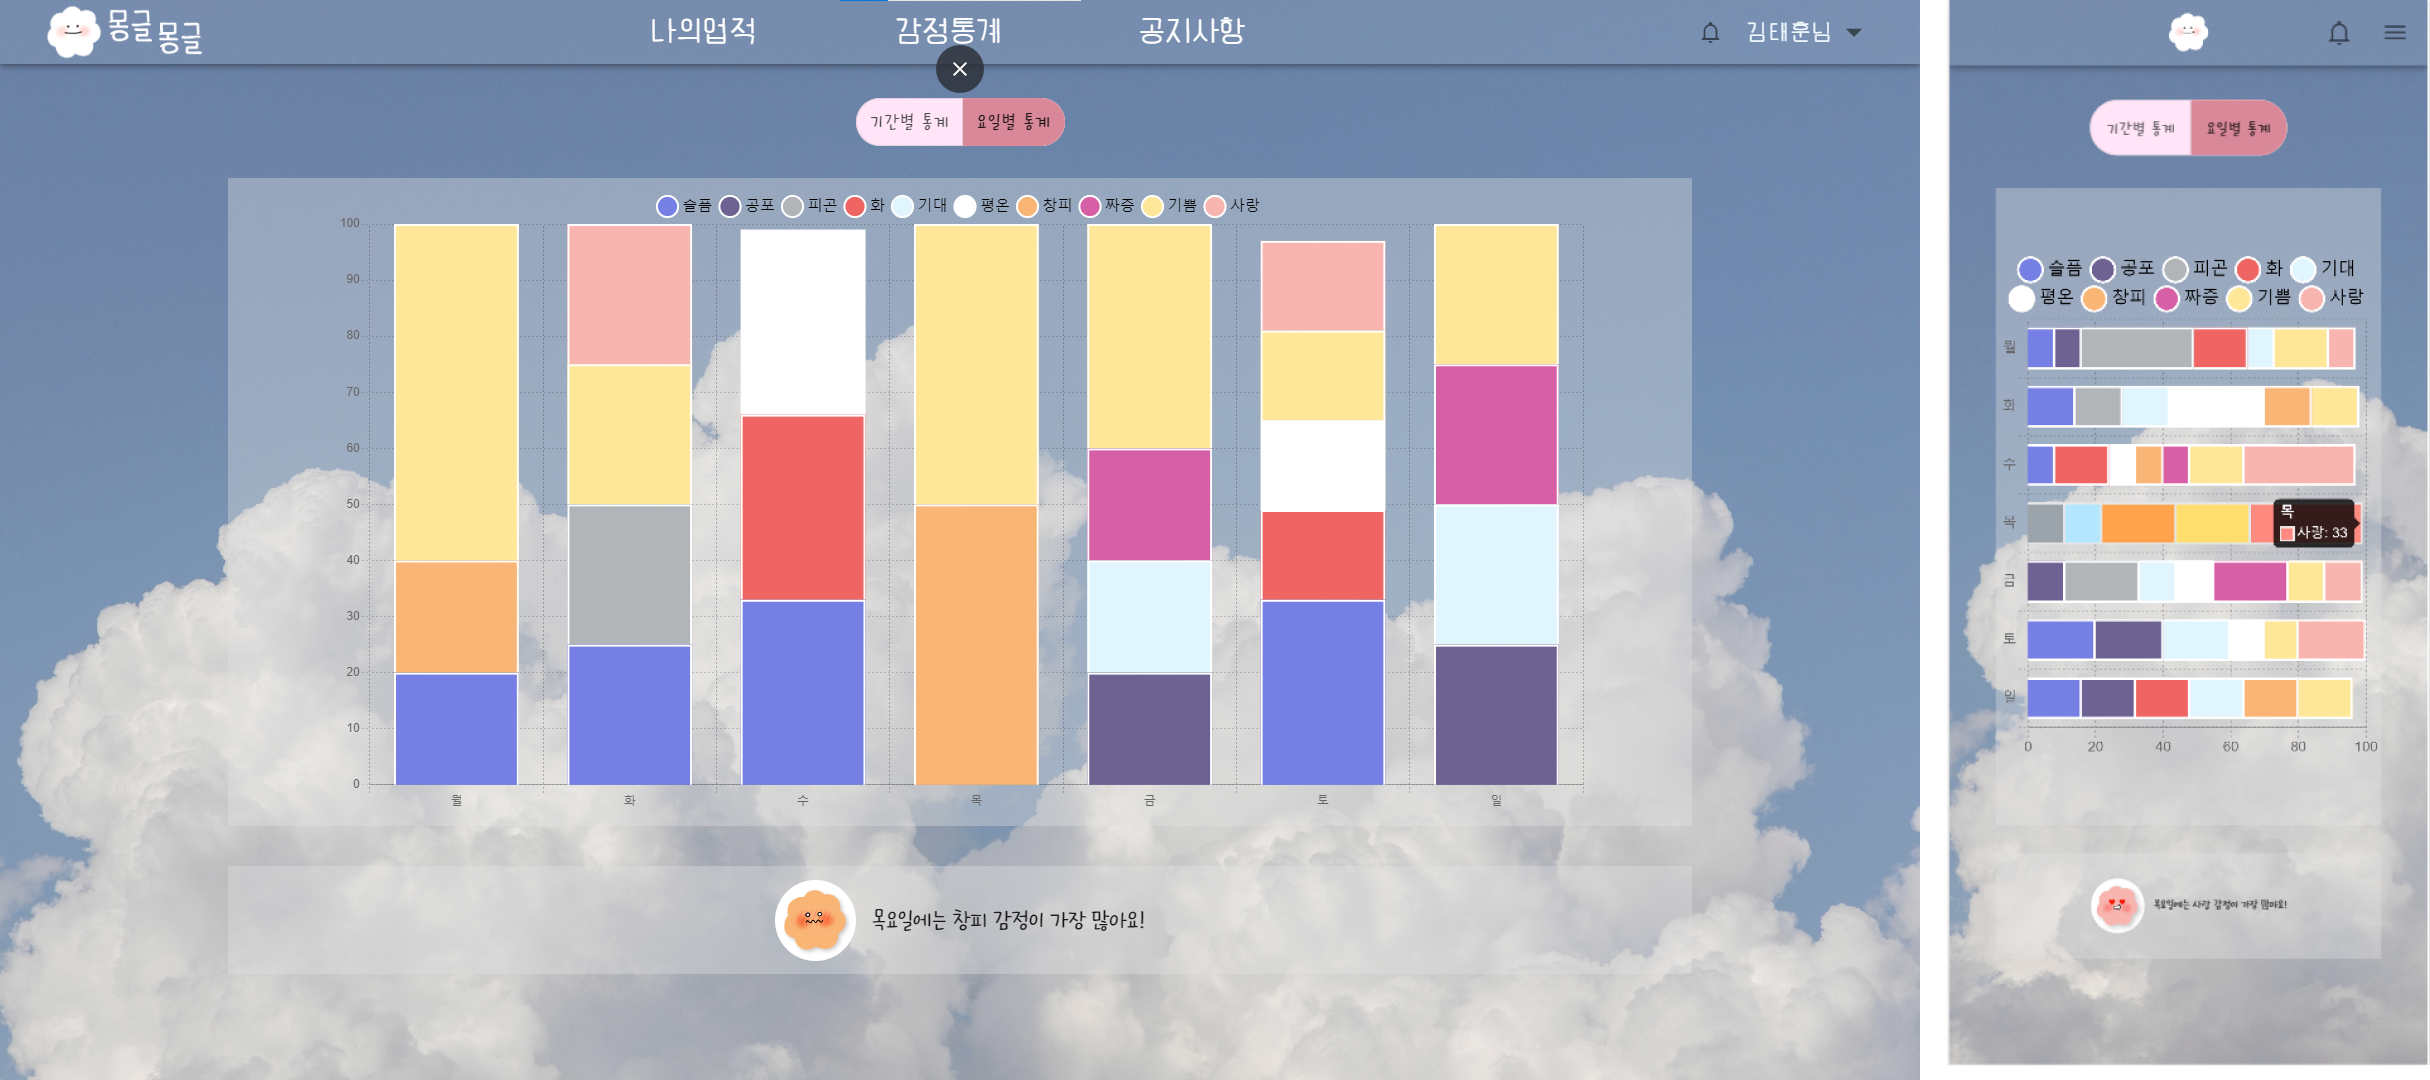 몽글 몽글
나의업적 감정통계 공지사항 김태훈님
기간별 통계 요일별 통계
슬픔 공포 피곤 화 기대 평온 창피 짜증 기쁨 사랑
100
90
80
70
60
50
40
30
20
10
0
월 화 수 목 금 토 일
목요일에는 창피 감정이 가장 많아요!
기간별 통계 요일별 통계
슬픔 공포 피곤 화 기대
평온 창피 짜증 기쁨 사랑
월
화
수
목
목
사랑: 33
금
토
일
0 20 40 60 80 100
목요일에는 사랑 감정이 가장 많아요!